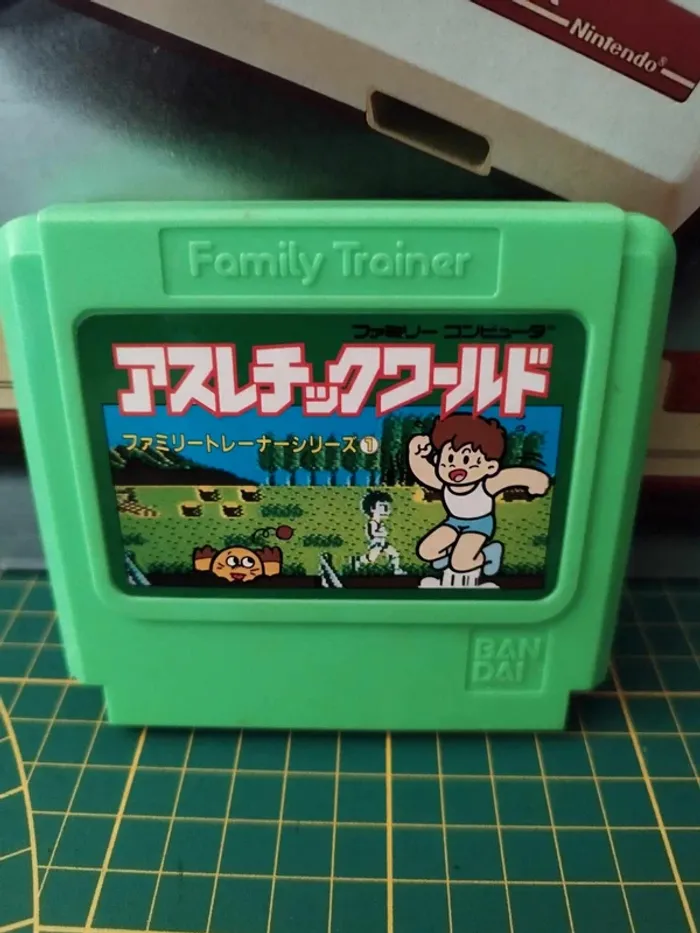 Nintendo®
Family Trainer
ファミリー コンピュータ™
アスレチックワールド
ファミリートレーナーシリーズ①
BAN
DAI